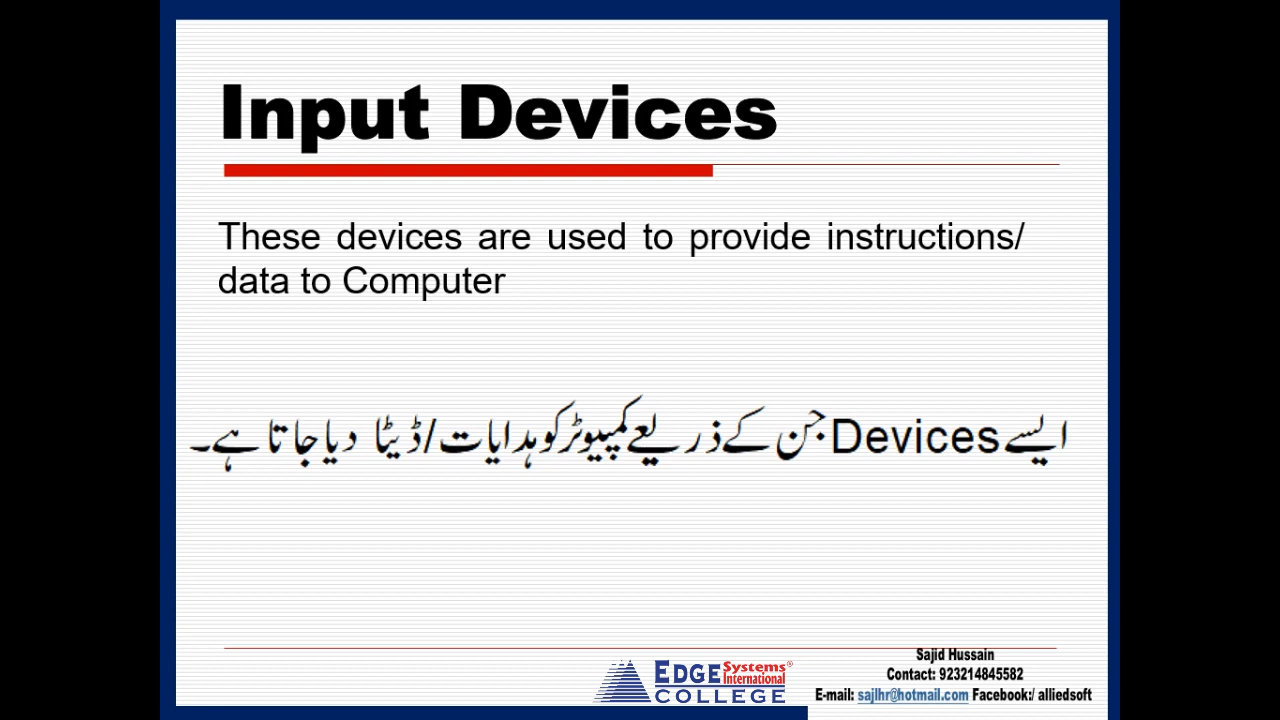 Input Devices
These devices are used to provide instructions/
data to Computer
ایسے Devices جن کے ذریعے کمپیوٹر کو ہدایات/ڈیٹا دیا جاتا ہے۔
EDGE Systems® International
COLLEGE
Sajid Hussain
Contact: 923214845582
E-mail: sajlhr@hotmail.com Facebook:/ alliedsoft